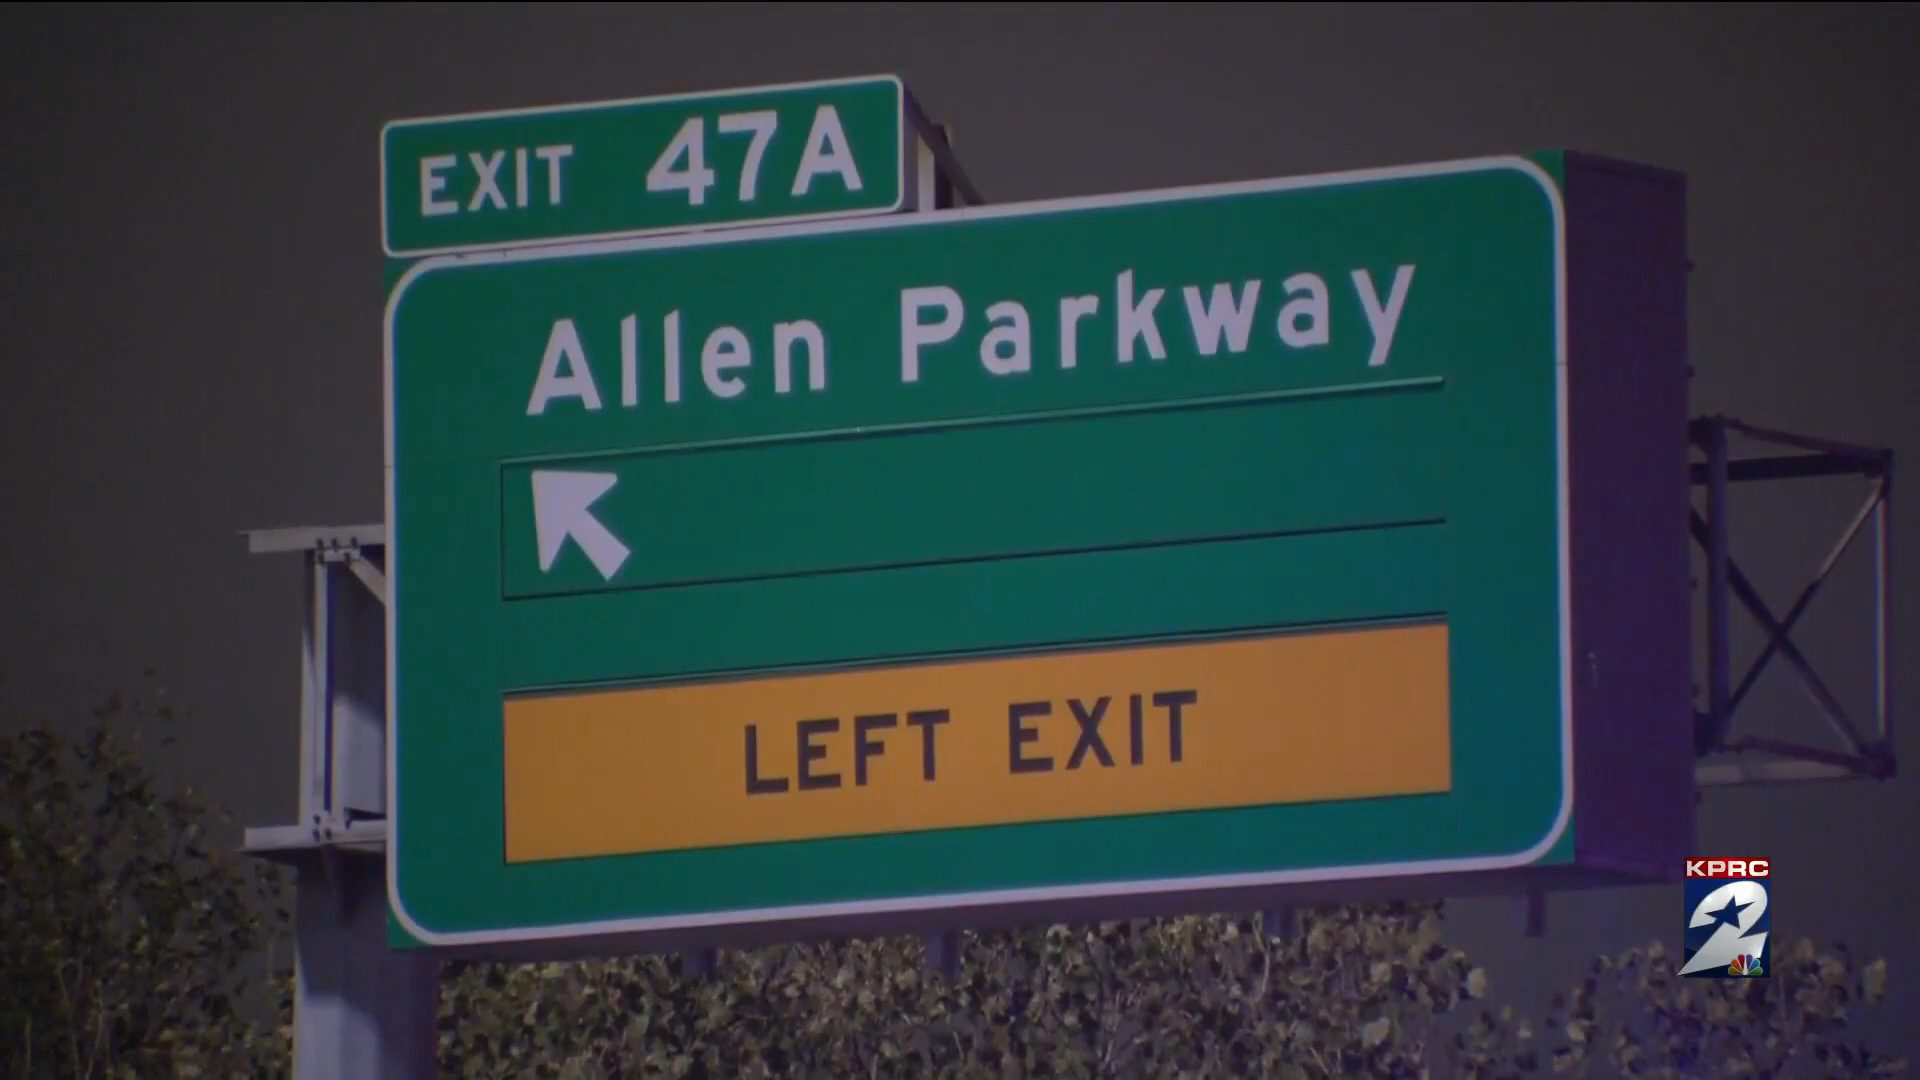 EXIT 47A
Allen Parkway
LEFT EXIT
KPRC
2